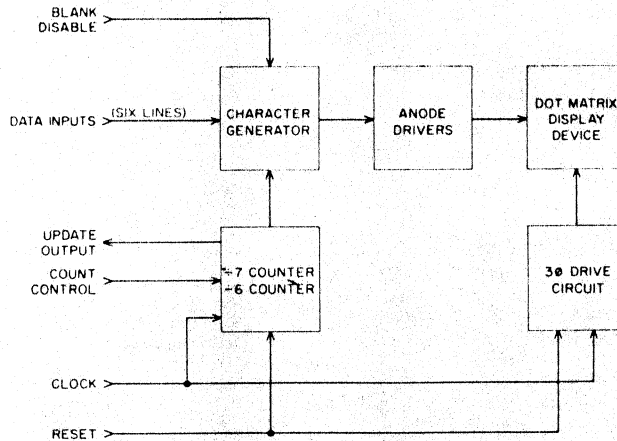 BLANK
DISABLE
DATA INPUTS
(SIX LINES)
CHARACTER
GENERATOR
ANODE
DRIVERS
DOT MATRIX
DISPLAY
DEVICE
UPDATE
OUTPUT
COUNT
CONTROL
÷7 COUNTER
÷6 COUNTER
3ø DRIVE
CIRCUIT
CLOCK
RESET